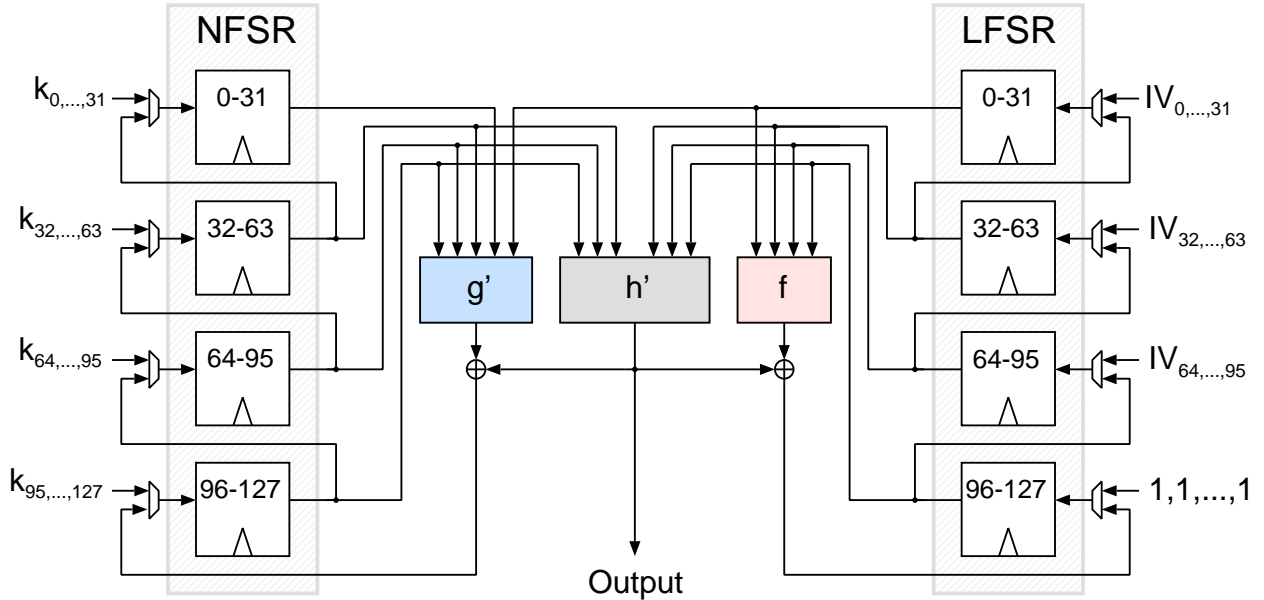 NFSR LFSR
k0,...,31 0-31 0-31 IV0,...,31
k32,...,63 32-63 32-63 IV32,...,63
g’ h’ f
k64,...,95 64-95 64-95 IV64,...,95
k95,...,127 96-127 96-127 1,1,...,1
Output